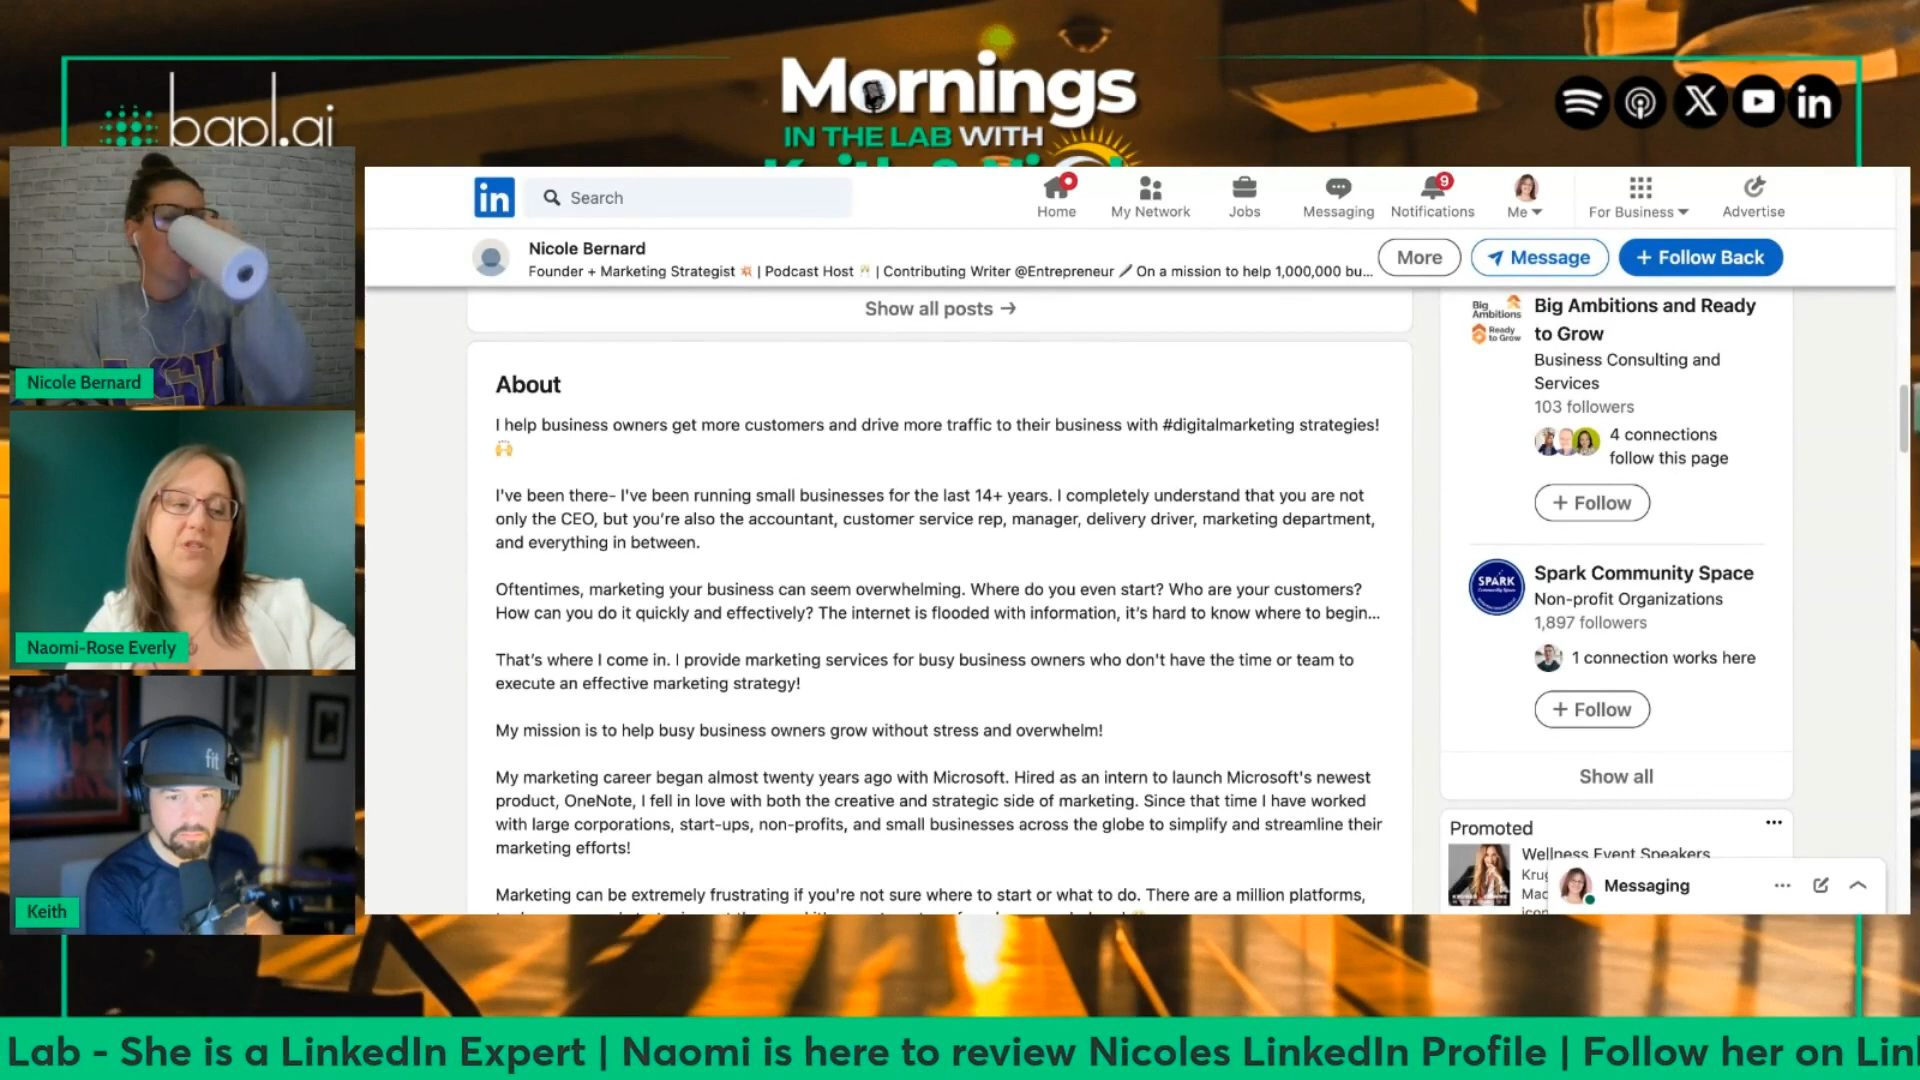 bapl.ai
Mornings
IN THE LAB WITH
Nicole Bernard
Naomi-Rose Everly
Keith
fit
in
Search
Home
My Network
Jobs
Messaging
9
Notifications
Me
For Business
Advertise
Nicole Bernard
Founder + Marketing Strategist 💥 | Podcast Host 🥂 | Contributing Writer @Entrepreneur 🖊 On a mission to help 1,000,000 bu...
More
Message
+ Follow Back
Show all posts →
About
I help business owners get more customers and drive more traffic to their business with #digitalmarketing strategies!
🙌
I've been there- I've been running small businesses for the last 14+ years. I completely understand that you are not
only the CEO, but you're also the accountant, customer service rep, manager, delivery driver, marketing department,
and everything in between.
Oftentimes, marketing your business can seem overwhelming. Where do you even start? Who are your customers?
How can you do it quickly and effectively? The internet is flooded with information, it's hard to know where to begin...
That's where I come in. I provide marketing services for busy business owners who don't have the time or team to
execute an effective marketing strategy!
My mission is to help busy business owners grow without stress and overwhelm!
My marketing career began almost twenty years ago with Microsoft. Hired as an intern to launch Microsoft's newest
product, OneNote, I fell in love with both the creative and strategic side of marketing. Since that time I have worked
with large corporations, start-ups, non-profits, and small businesses across the globe to simplify and streamline their
marketing efforts!
Marketing can be extremely frustrating if you're not sure where to start or what to do. There are a million platforms,
Big
Ambitions
Ready
to Grow
Big Ambitions and Ready
to Grow
Business Consulting and
Services
103 followers
4 connections
follow this page
+ Follow
SPARK
Spark Community Space
Non-profit Organizations
1,897 followers
1 connection works here
+ Follow
Show all
Promoted
Wellness Event Speakers
Messaging
Lab - She is a LinkedIn Expert | Naomi is here to review Nicoles LinkedIn Profile | Follow her on Lin